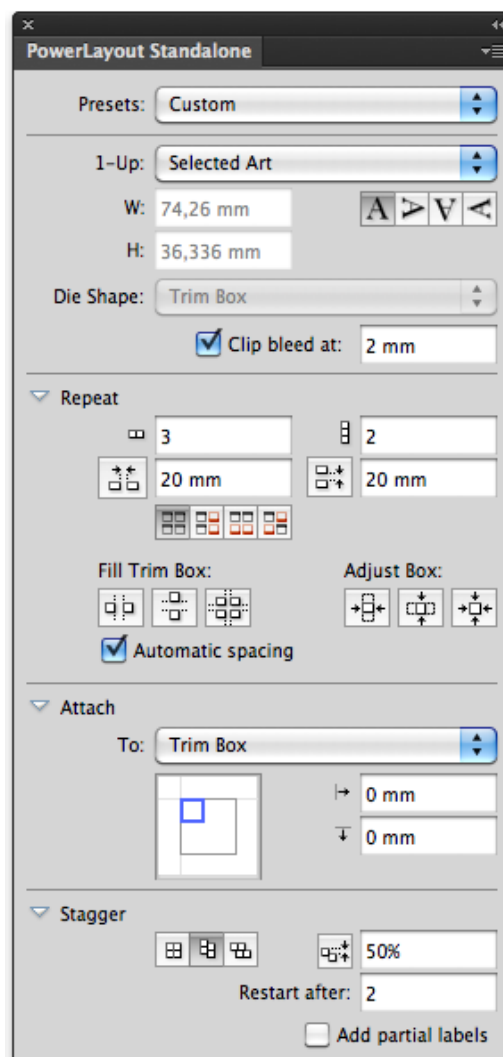 PowerLayout Standalone
Presets: Custom
1-Up: Selected Art
W: 74,26 mm
H: 36,336 mm
Die Shape: Trim Box
Clip bleed at: 2 mm
Repeat
3 2
20 mm 20 mm
Fill Trim Box: Adjust Box:
Automatic spacing
Attach
To: Trim Box
0 mm
0 mm
Stagger
50%
Restart after: 2
Add partial labels